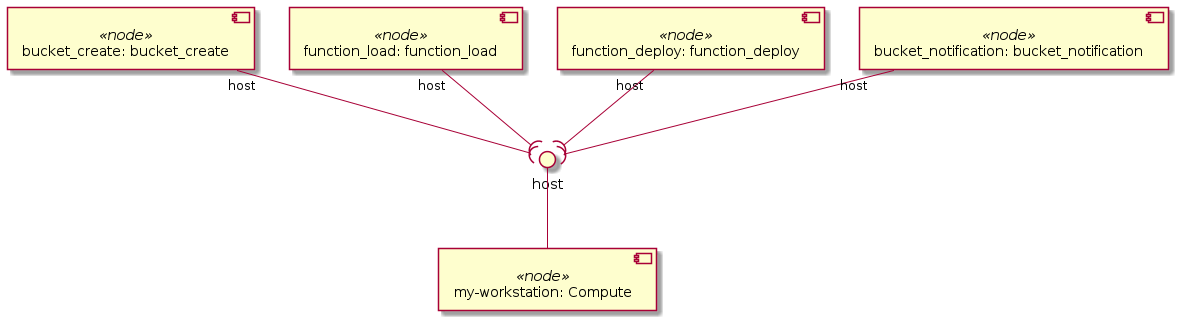 «node»
bucket_create: bucket_create
«node»
function_load: function_load
«node»
function_deploy: function_deploy
«node»
bucket_notification: bucket_notification
host
host
host
host
host
«node»
my-workstation: Compute